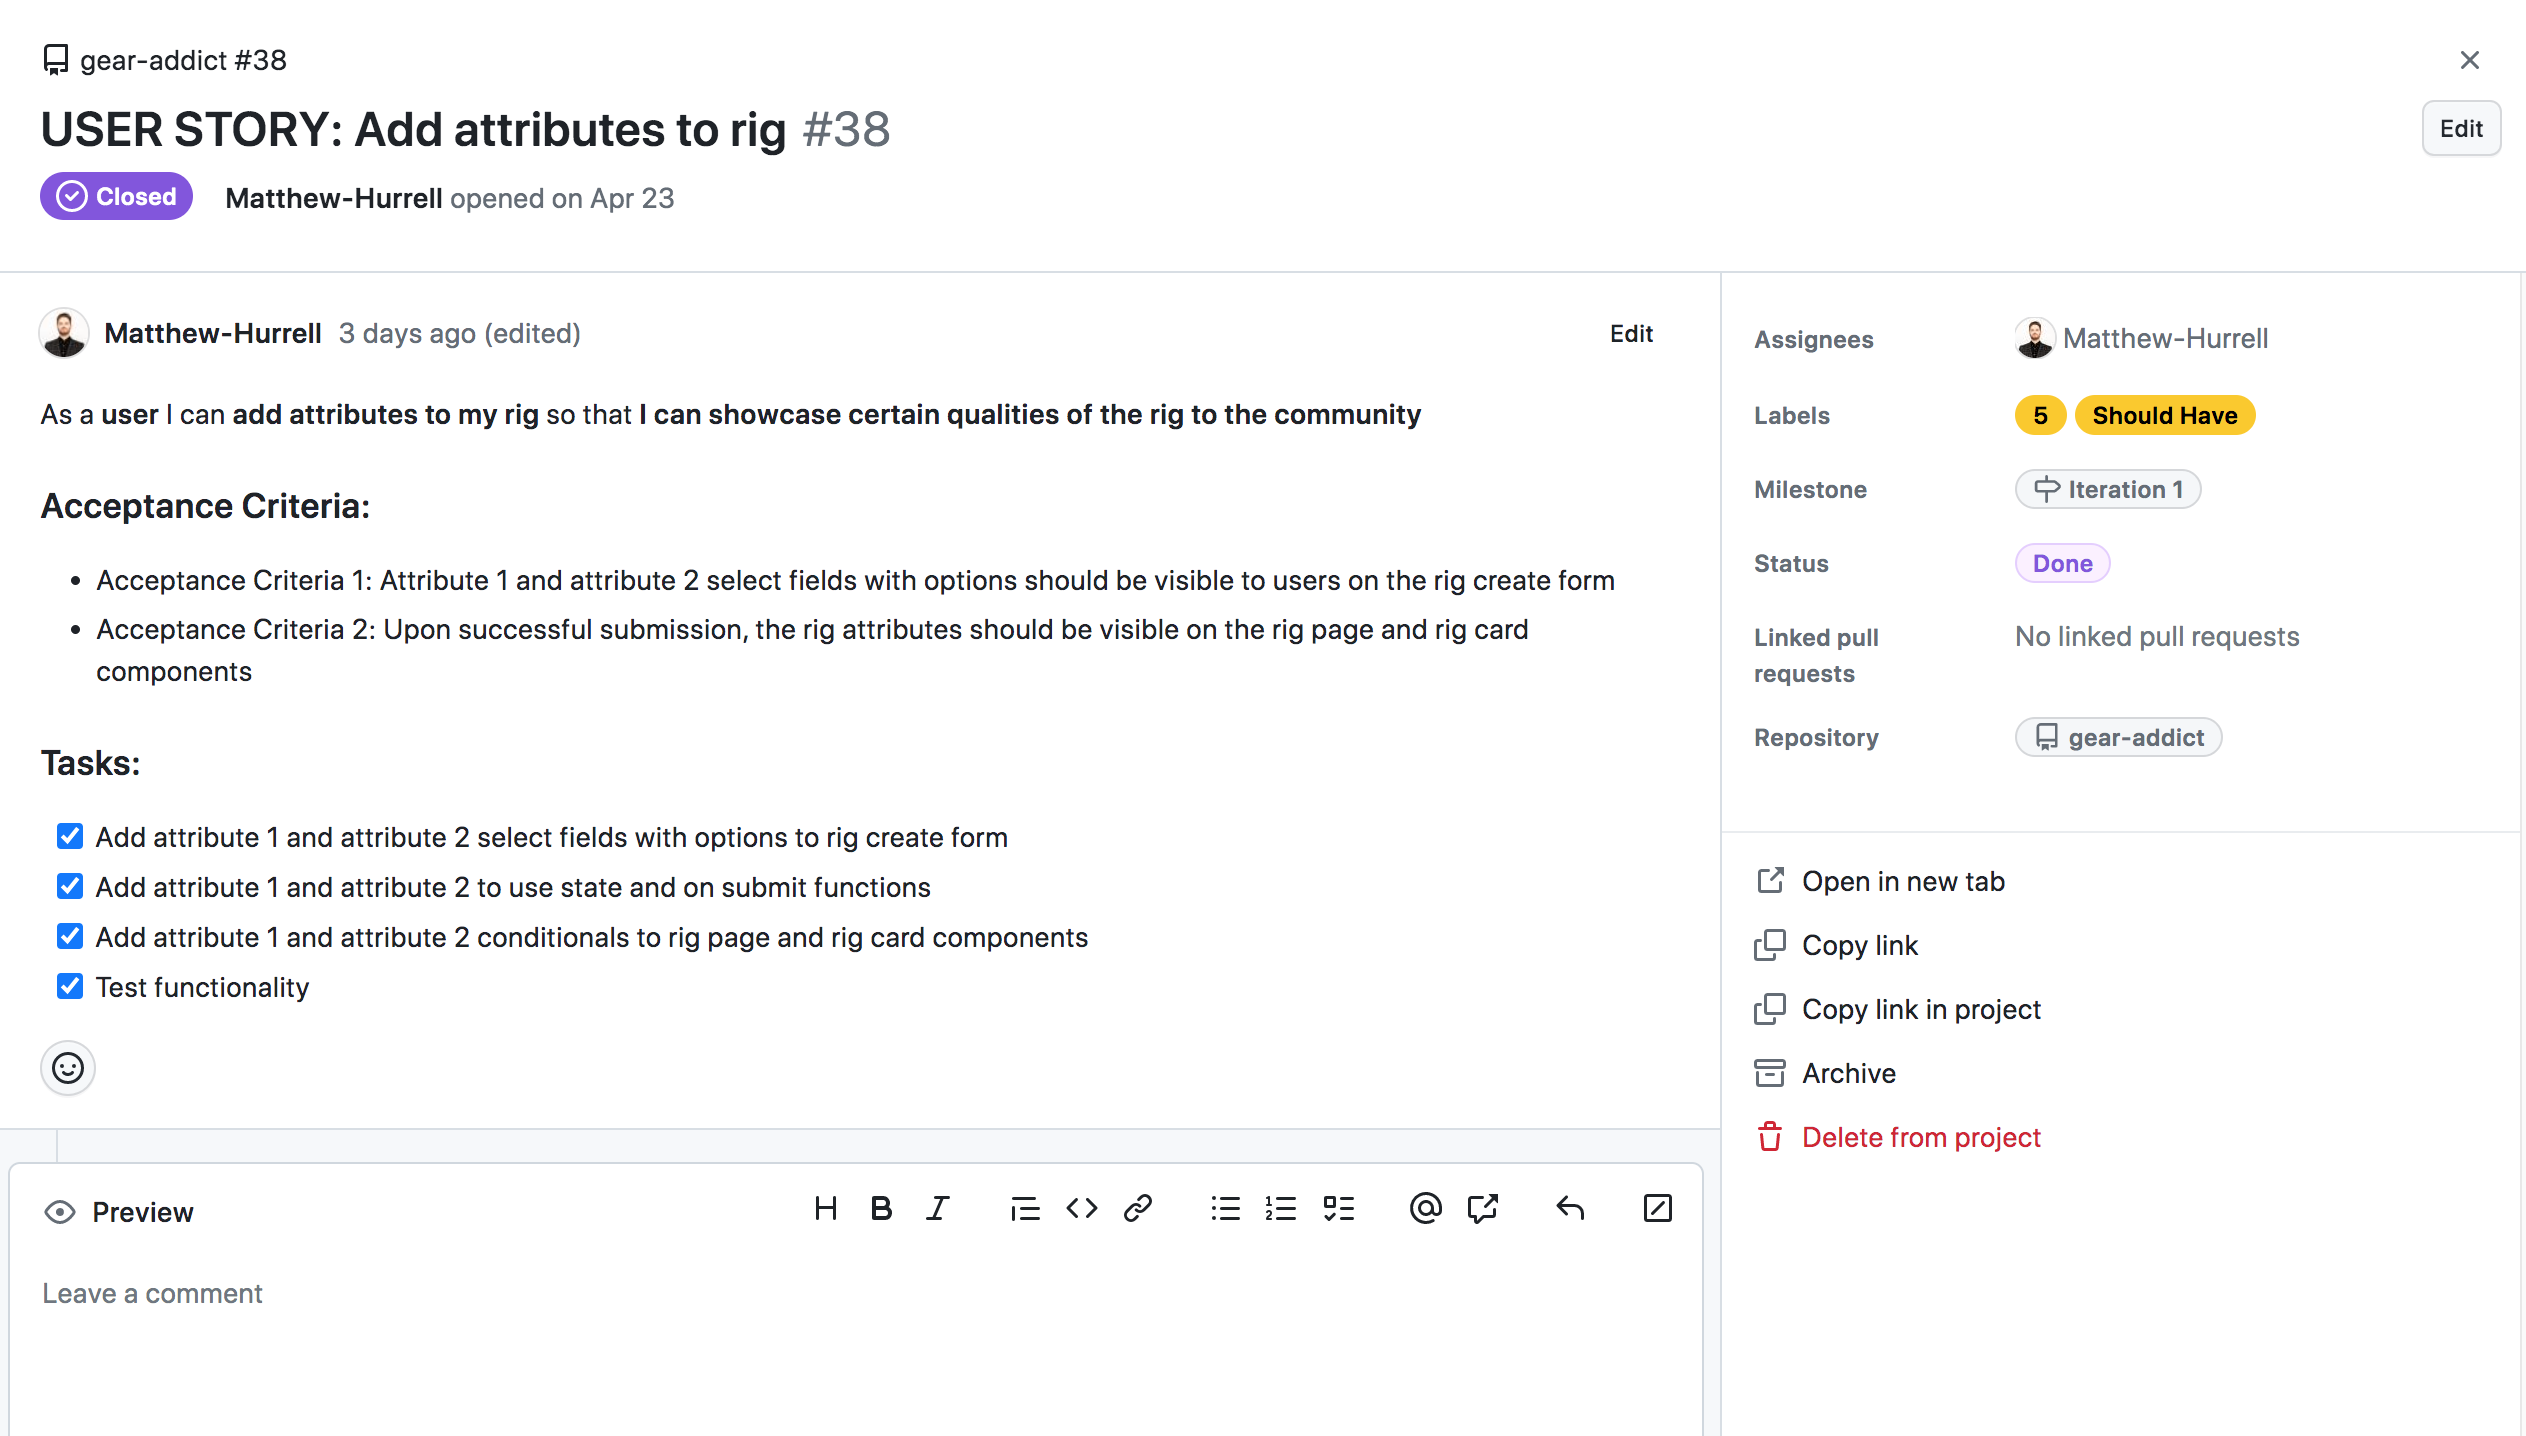 gear-addict #38
USER STORY: Add attributes to rig #38
Edit
Closed
Matthew-Hurrell opened on Apr 23
Matthew-Hurrell 3 days ago (edited)
Edit
As a user I can add attributes to my rig so that I can showcase certain qualities of the rig to the community
Acceptance Criteria:
• Acceptance Criteria 1: Attribute 1 and attribute 2 select fields with options should be visible to users on the rig create form
• Acceptance Criteria 2: Upon successful submission, the rig attributes should be visible on the rig page and rig card
components
Tasks:
Add attribute 1 and attribute 2 select fields with options to rig create form
Add attribute 1 and attribute 2 to use state and on submit functions
Add attribute 1 and attribute 2 conditionals to rig page and rig card components
Test functionality
Preview
Leave a comment
Assignees
Matthew-Hurrell
Labels
5
Should Have
Milestone
Iteration 1
Status
Done
Linked pull
requests
No linked pull requests
Repository
gear-addict
Open in new tab
Copy link
Copy link in project
Archive
Delete from project